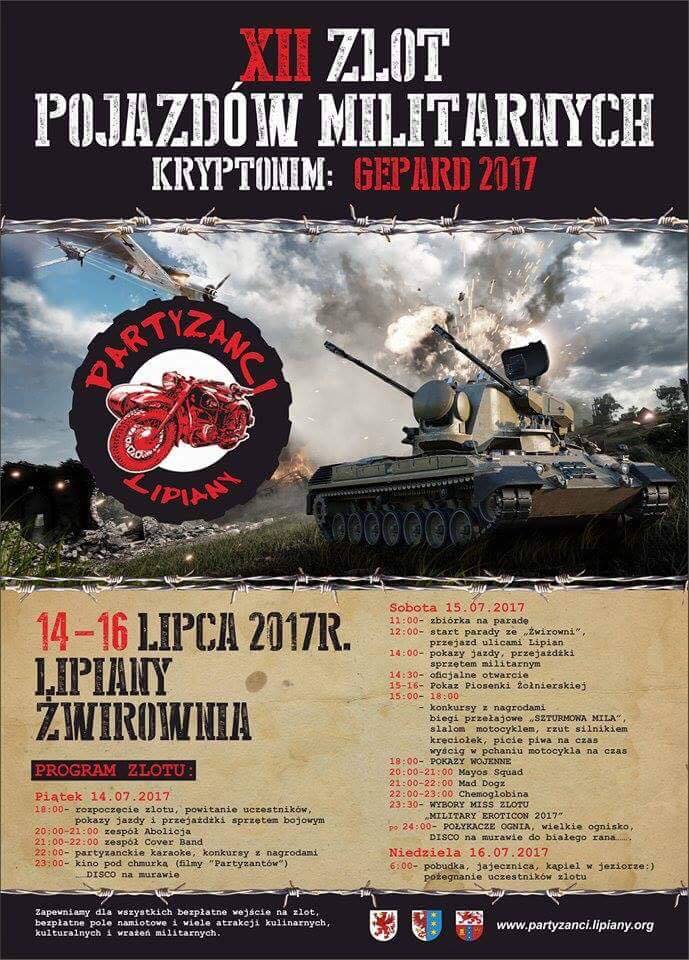 XII ZLOT
POJAZDÓW MILITARNYCH
KRYPTONIM: GEPARD 2017
PARTYZANCI
LIPIANY
14-16 LIPCA 2017R.
LIPIANY
ŻWIROWNIA
PROGRAM ZLOTU:
Piątek 14.07.2017
18:00- rozpoczęcie zlotu, powitanie uczestników,
pokazy jazdy i przejażdżki sprzętem bojowym
20:00-21:00 zespół Abolicja
21:00-22:00 zespół Cover Band
22:00- partyzanckie karaoke, konkursy z nagrodami
23:00- kino pod chmurką (filmy "Partyzantów")
……DISCO na murawie
Sobota 15.07.2017
11:00- zbiórka na paradę
12:00- start parady ze „Żwirowni",
przejazd ulicami Lipian
14:00- pokazy jazdy, przejażdżki
sprzętem militarnym
14:30- oficjalne otwarcie
15-16- Pokaz Piosenki Żołnierskiej
15:00- 18:00
- konkursy z nagrodami
biegi przełajowe „SZTURMOWA MILA",
slalom motocyklem, rzut silnikiem
kręciołek, picie piwa na czas
wyścig w pchaniu motocykla na czas
18:00- POKAZY WOJENNE
20:00-21:00 Mayos Squad
21:00-22:00 Mad Dogz
22:00-23:00 Chemoglobina
23:30- WYBORY MISS ZLOTU
„MILITARY EROTICON 2017"
po 24:00- POŁYKACZE OGNIA, wielkie ognisko,
DISCO na murawie do białego rana……,
Niedziela 16.07.2017
6:00- pobudka, jajecznica, kąpiel w jeziorze:)
pożegnanie uczestników zlotu
Zapewniamy dla wszystkich bezpłatne wejście na zlot,
bezpłatne pole namiotowe i wiele atrakcji kulinarnych,
kulturalnych i wrażeń militarnych.
www.partyzanci.lipiany.org